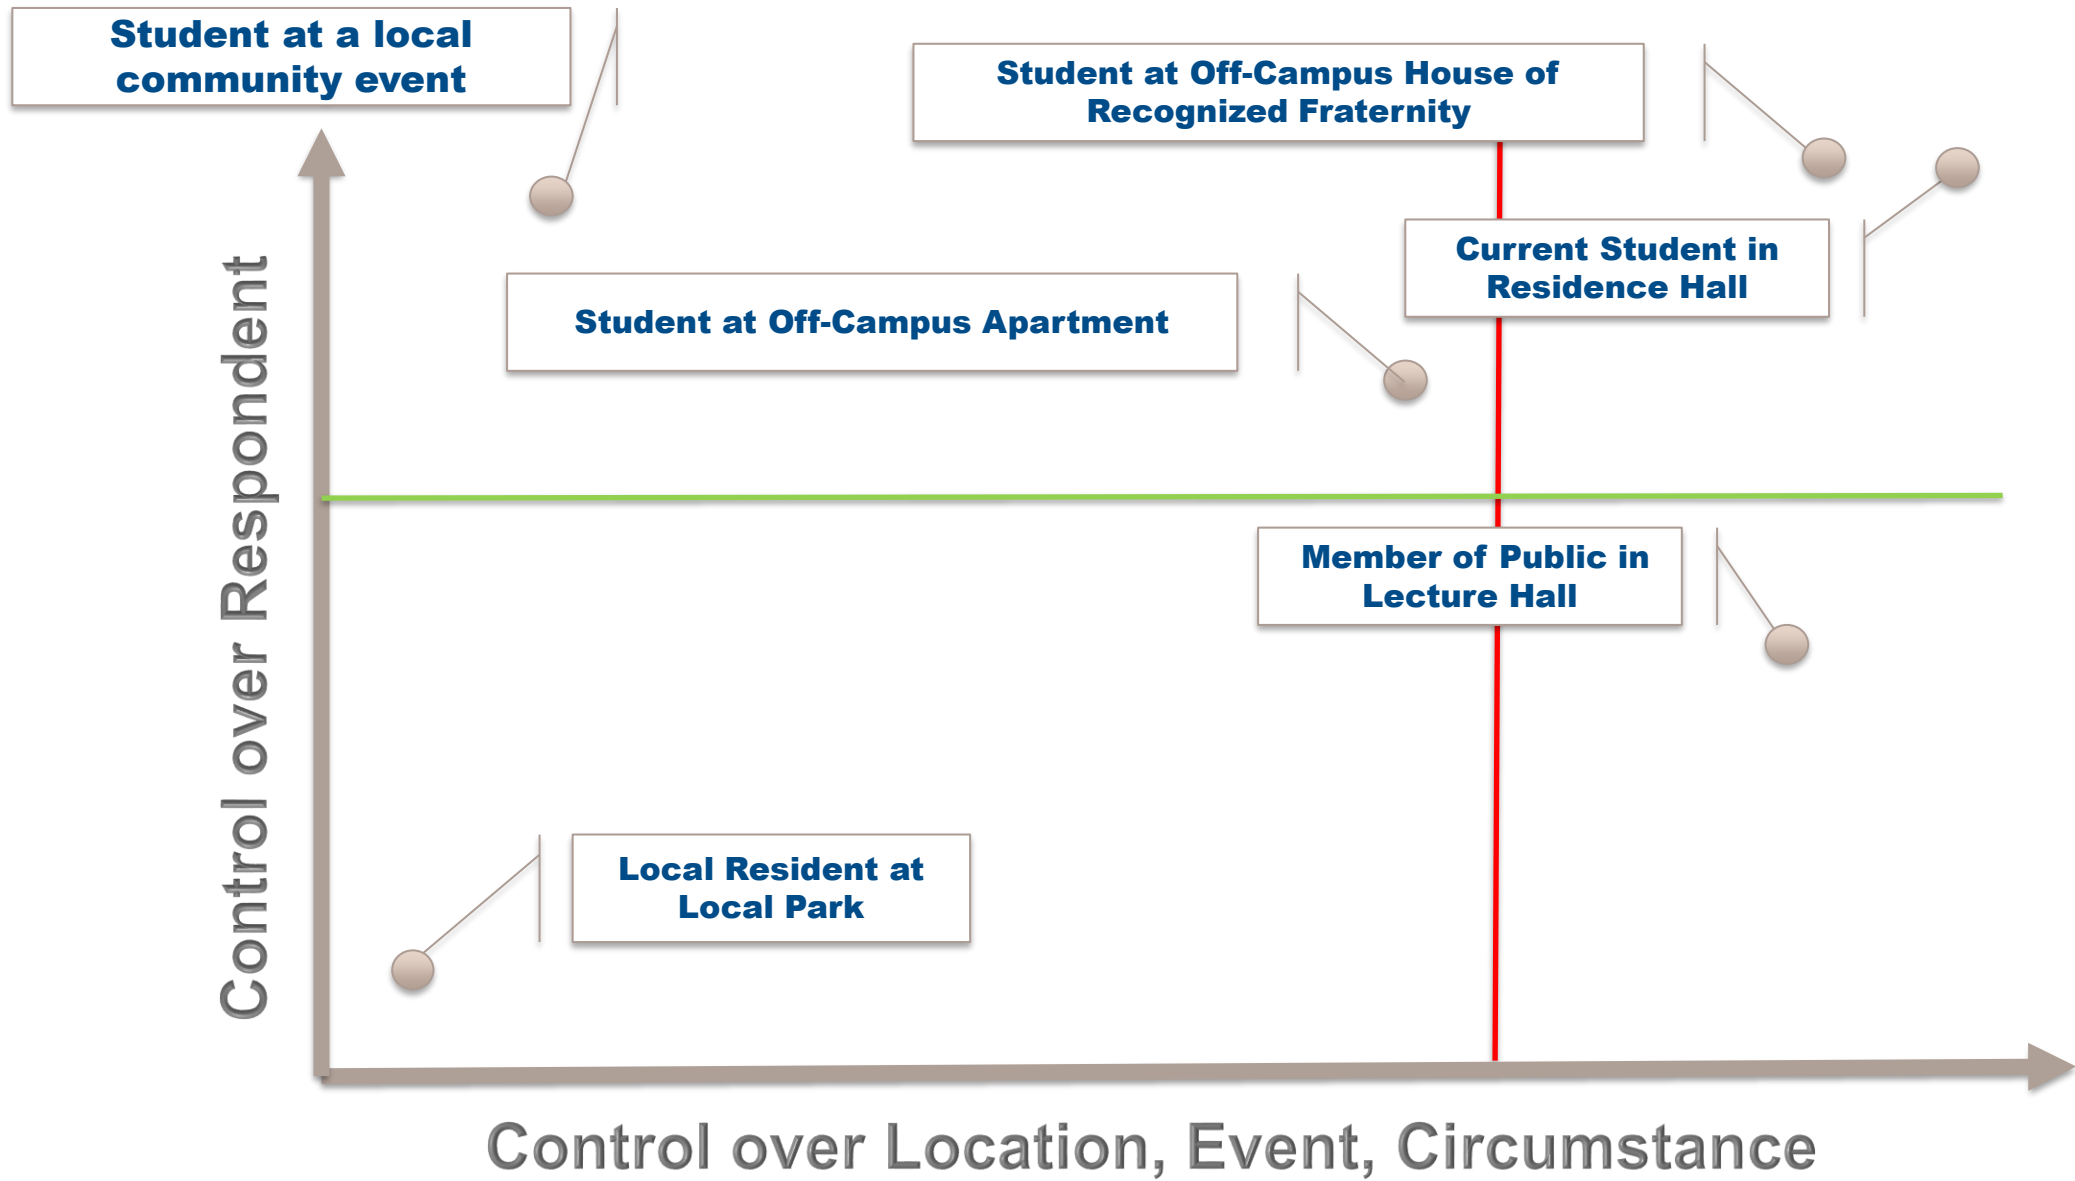 Student at a local
community event
Student at Off-Campus House of
Recognized Fraternity
Current Student in
Residence Hall
Student at Off-Campus Apartment
Member of Public in
Lecture Hall
Local Resident at
Local Park
Control over Respondent
Control over Location, Event, Circumstance